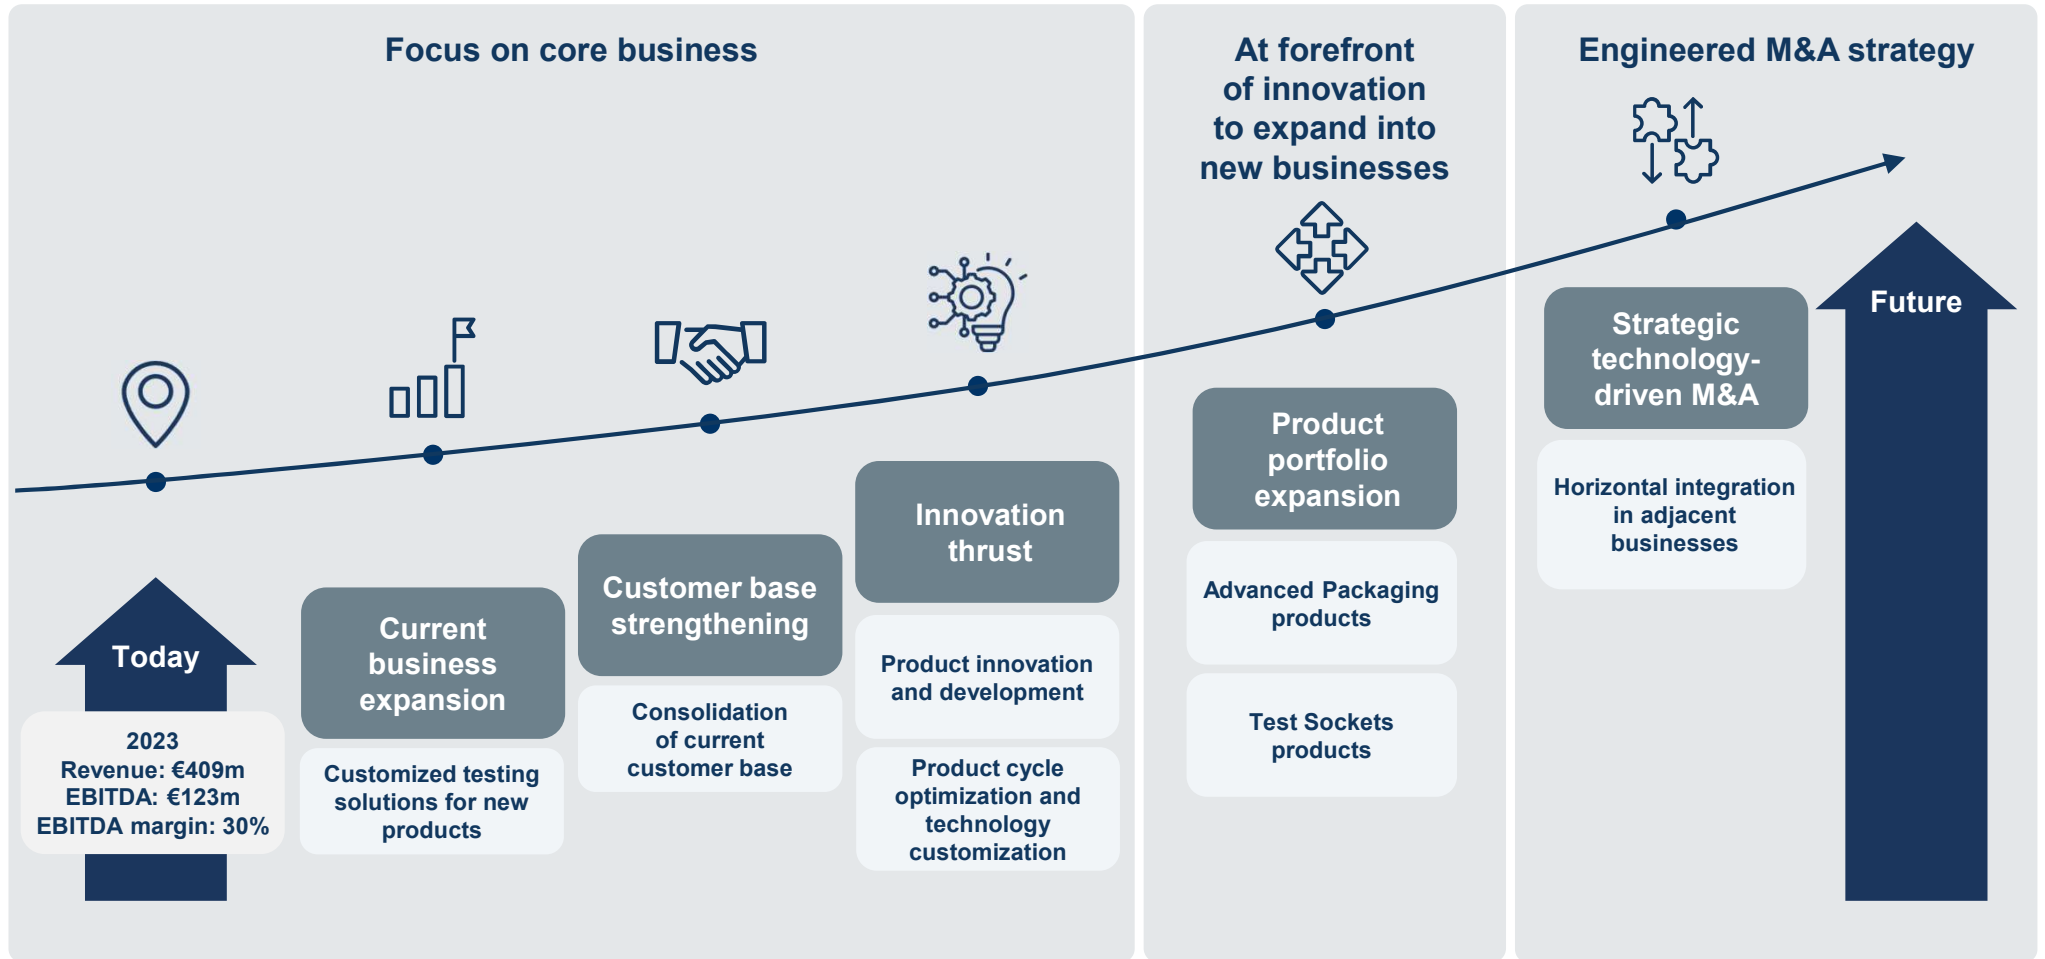 Focus on core business
At forefront
of innovation
to expand into
new businesses
Engineered M&A strategy
Today
2023
Revenue: €409m
EBITDA: €123m
EBITDA margin: 30%
Current
business
expansion
Customized testing
solutions for new
products
Customer base
strengthening
Consolidation
of current
customer base
Innovation
thrust
Product innovation
and development
Product cycle
optimization and
technology
customization
Product
portfolio
expansion
Advanced Packaging
products
Test Sockets
products
Strategic
technology-
driven M&A
Horizontal integration
in adjacent
businesses
Future